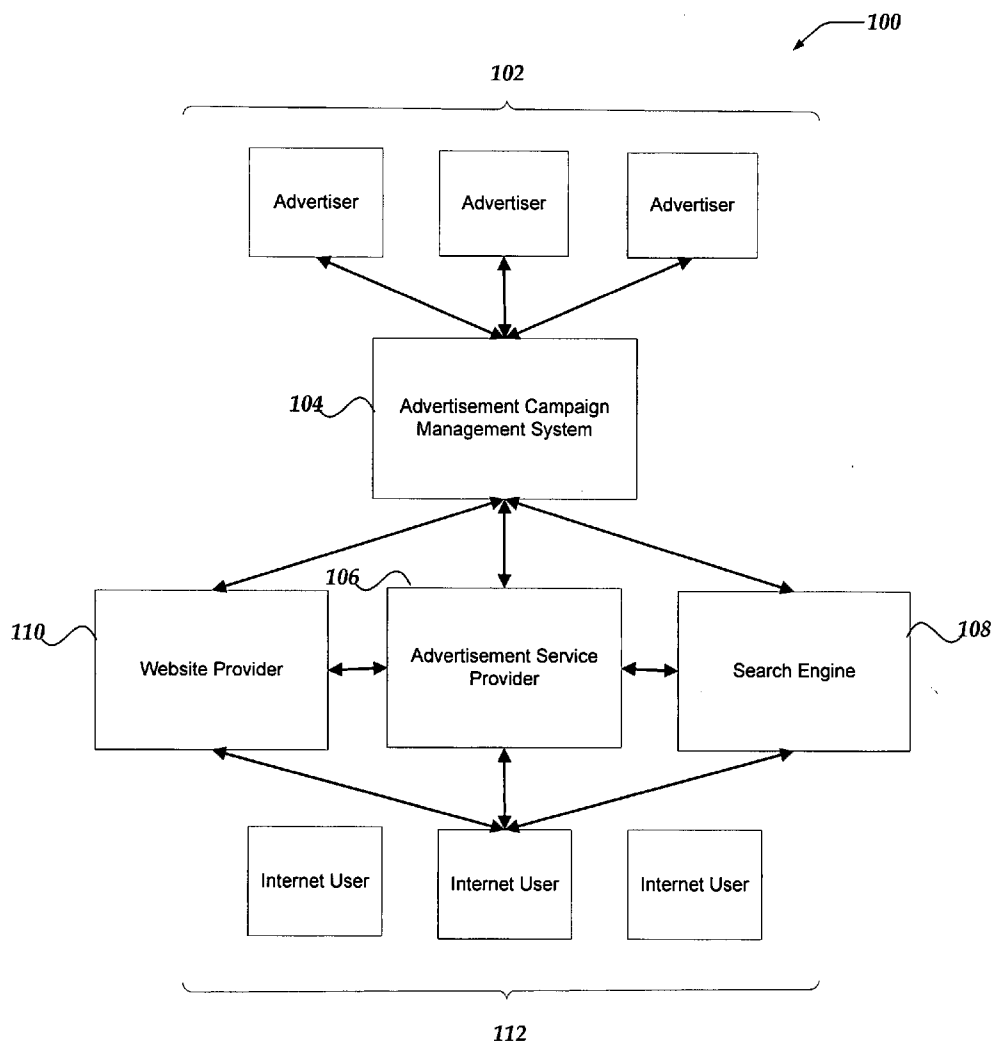 100
102
Advertiser
Advertiser
Advertiser
104
Advertisement Campaign
Management System
106
110
108
Website Provider
Advertisement Service
Provider
Search Engine
Internet User
Internet User
Internet User
112